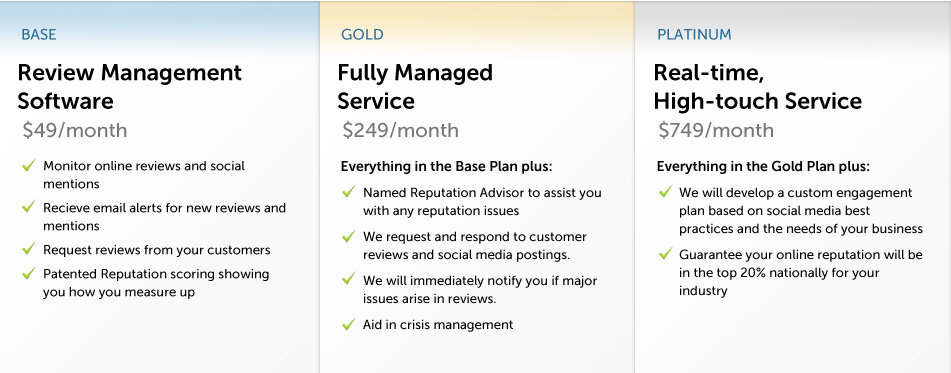 BASE
Review Management
Software
$49/month
Monitor online reviews and social
mentions
Recieve email alerts for new reviews and
mentions
Request reviews from your customers
Patented Reputation scoring showing
you how you measure up
GOLD
Fully Managed
Service
$249/month
Everything in the Base Plan plus:
Named Reputation Advisor to assist you
with any reputation issues
We request and respond to customer
reviews and social media postings.
We will immediately notify you if major
issues arise in reviews.
Aid in crisis management
PLATINUM
Real-time,
High-touch Service
$749/month
Everything in the Gold Plan plus:
We will develop a custom engagement
plan based on social media best
practices and the needs of your business
Guarantee your online reputation will be
in the top 20% nationally for your
industry